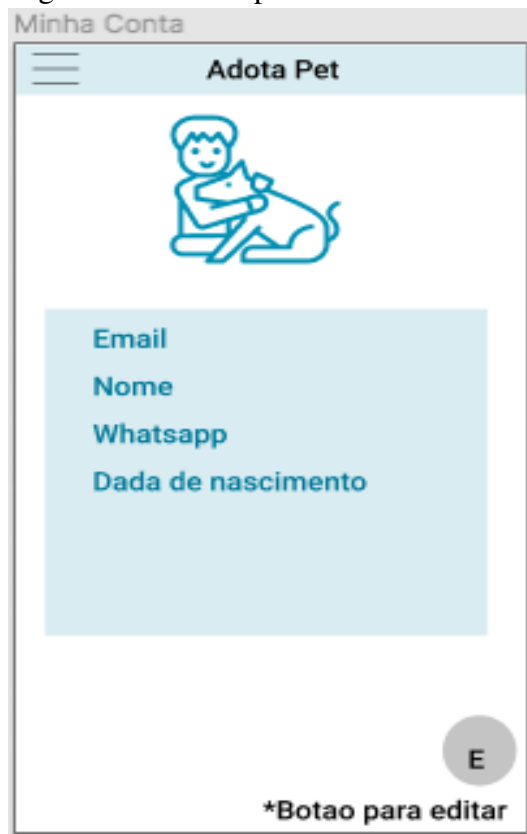 Minha Conta
Adota Pet
Email
Nome
Whatsapp
Dada de nascimento
E
*Botao para editar